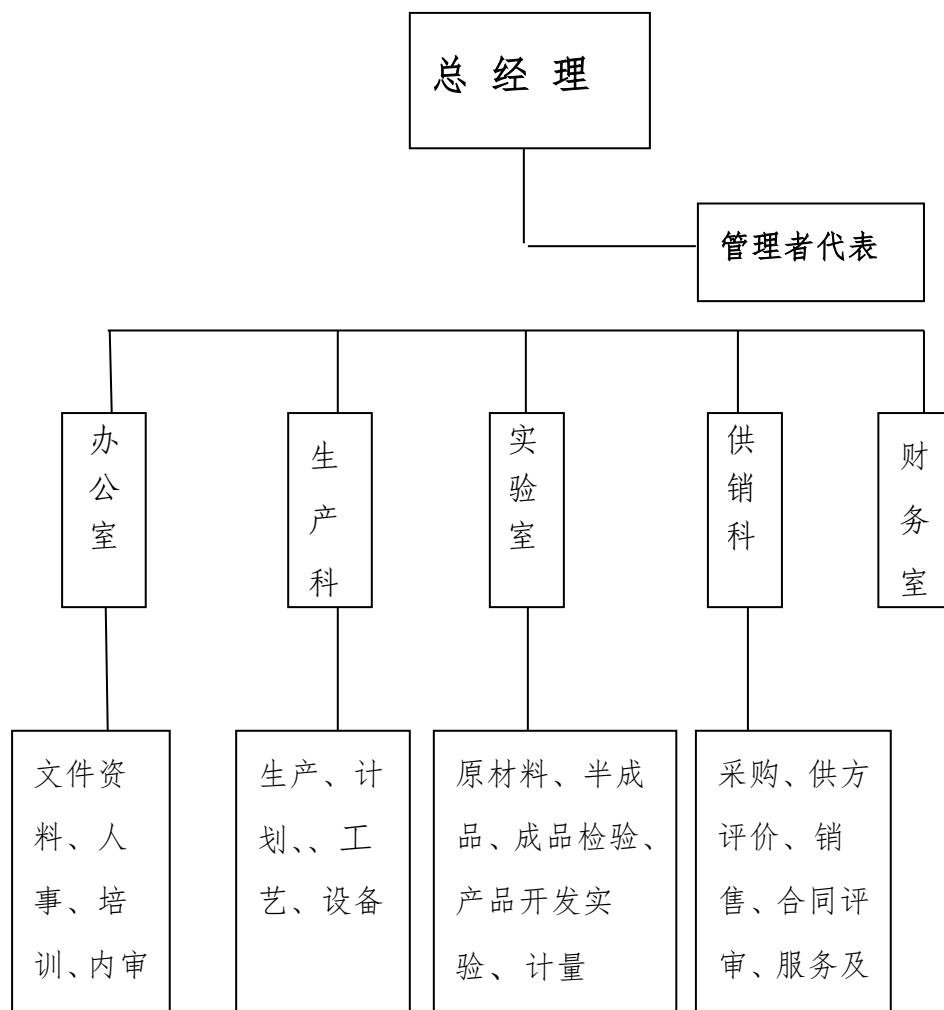 总 经 理
管理者代表
办公室
生产科
实验室
供销科
财务室
文件资
料、人
事、培
训、内审
生产、计
划、、工
艺、设备
原材料、半成
品、成品检验、
产品开发实
验、计量
采购、供方
评价、销
售、合同评
审、服务及